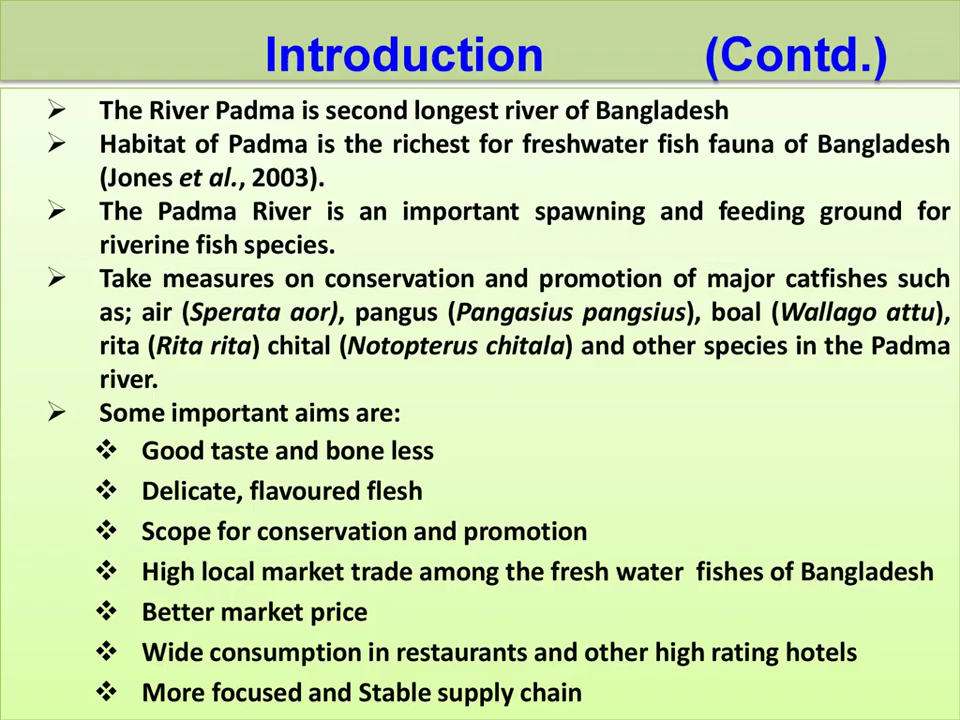 Introduction (Contd.)
➢ The River Padma is second longest river of Bangladesh
➢ Habitat of Padma is the richest for freshwater fish fauna of Bangladesh
(Jones et al., 2003).
➢ The Padma River is an important spawning and feeding ground for
riverine fish species.
➢ Take measures on conservation and promotion of major catfishes such
as; air (Sperata aor), pangus (Pangasius pangsius), boal (Wallago attu),
rita (Rita rita) chital (Notopterus chitala) and other species in the Padma
river.
➢ Some important aims are:
❖ Good taste and bone less
❖ Delicate, flavoured flesh
❖ Scope for conservation and promotion
❖ High local market trade among the fresh water fishes of Bangladesh
❖ Better market price
❖ Wide consumption in restaurants and other high rating hotels
❖ More focused and Stable supply chain